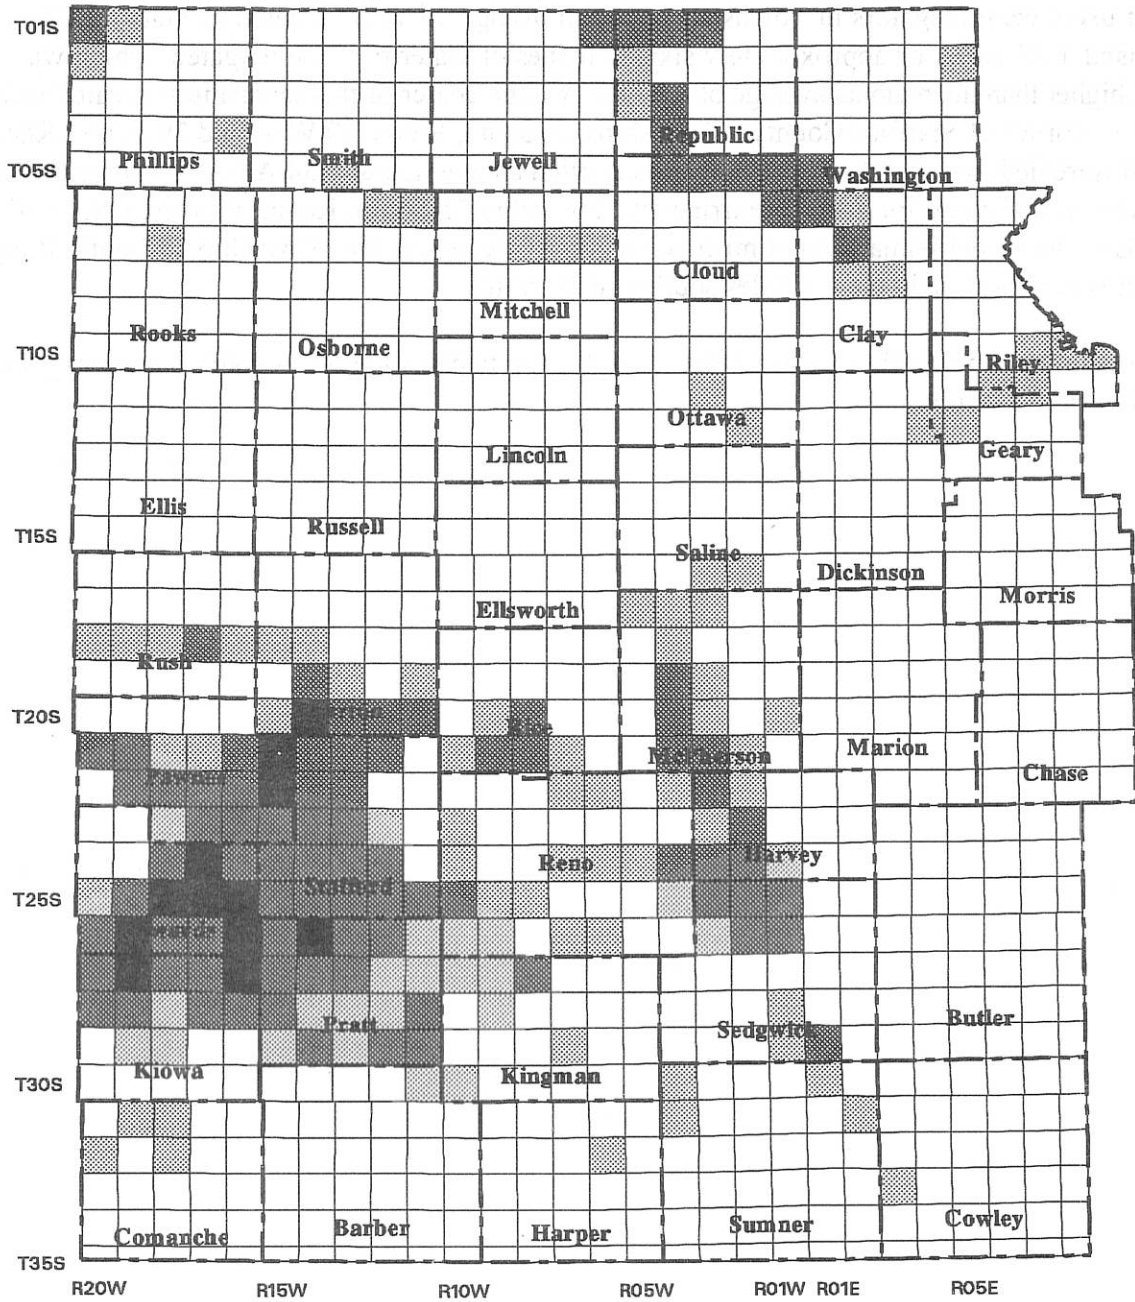 T01S
Republic
Phillips
Smith
Jewell
T05S
Washington
Cloud
Mitchell
Rooks
Osborne
Clay
T10S
Riley
Ottawa
Lincoln
Geary
Ellis
Russell
T15S
Saline
Dickinson
Ellsworth
Morris
Rush
T20S
Rice
McPherson
Marion
Pawnee
Chase
Reno
Harvey
T25S
Stafford
Pratt
Sedgwick
Butler
Kiowa
Kingman
T30S
Comanche
Barber
Harper
Sumner
Cowley
T35S
R20W
R15W
R10W
R05W
R01W
R01E
R05E